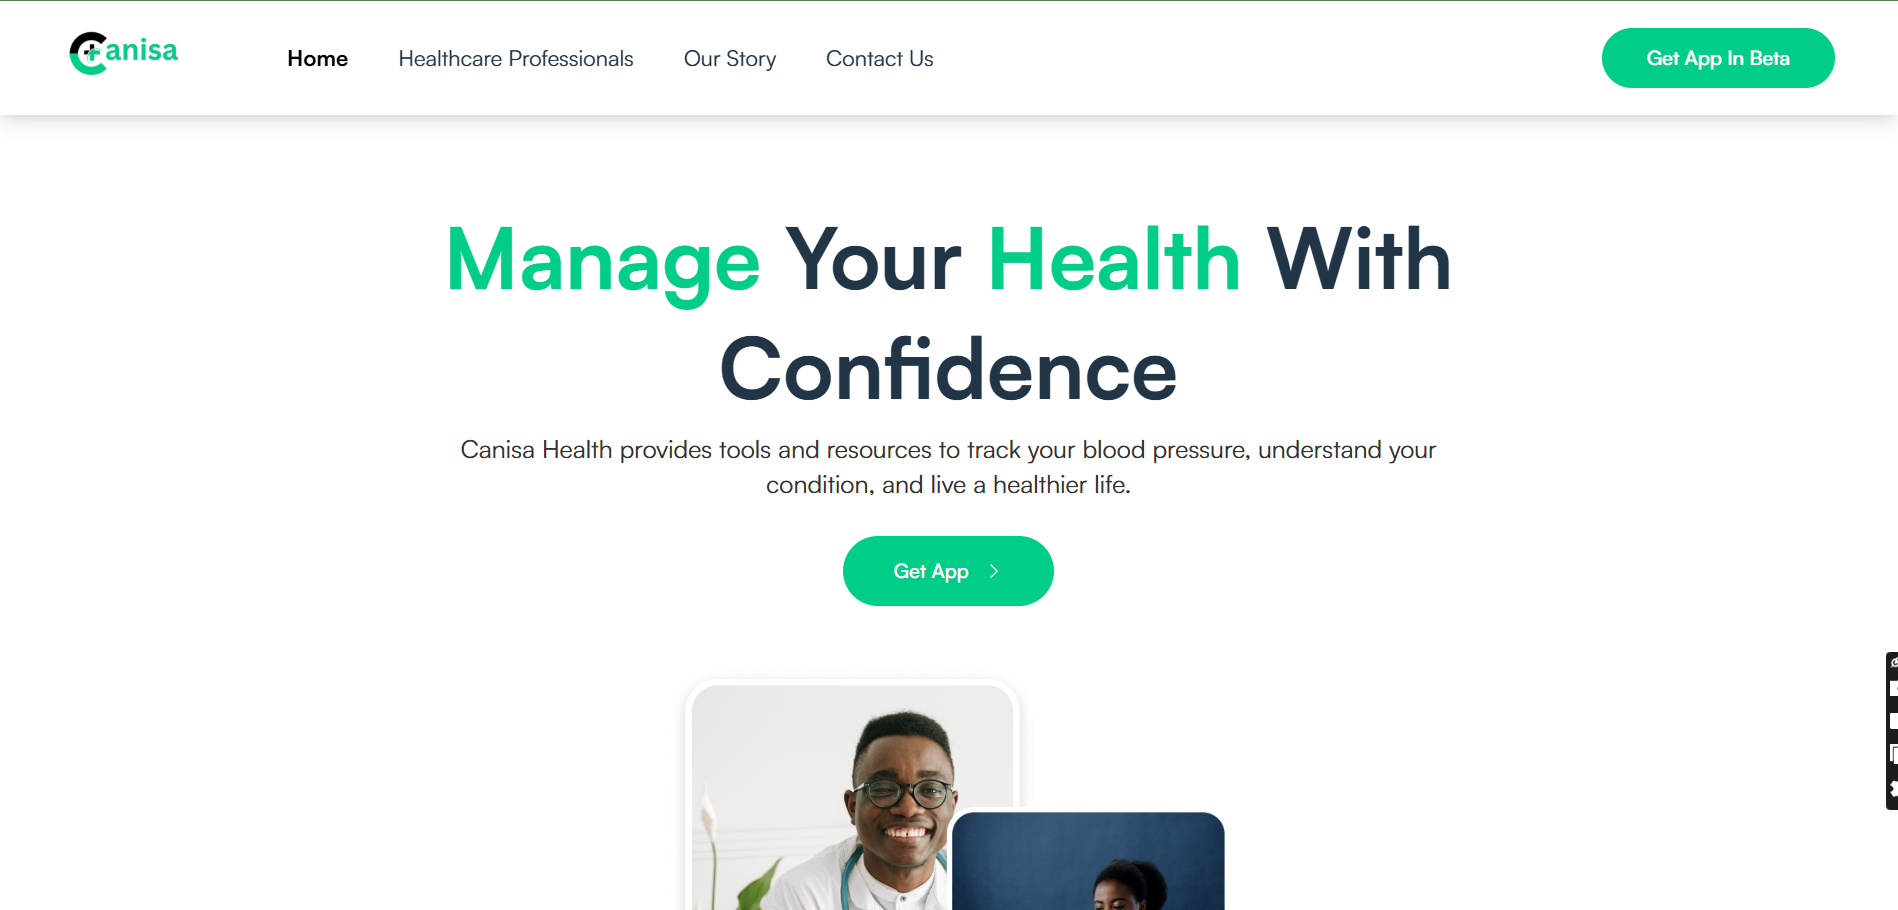 Canisa
Home
Healthcare Professionals
Our Story
Contact Us
Get App In Beta
Manage Your Health With
Confidence
Canisa Health provides tools and resources to track your blood pressure, understand your
condition, and live a healthier life.
Get App